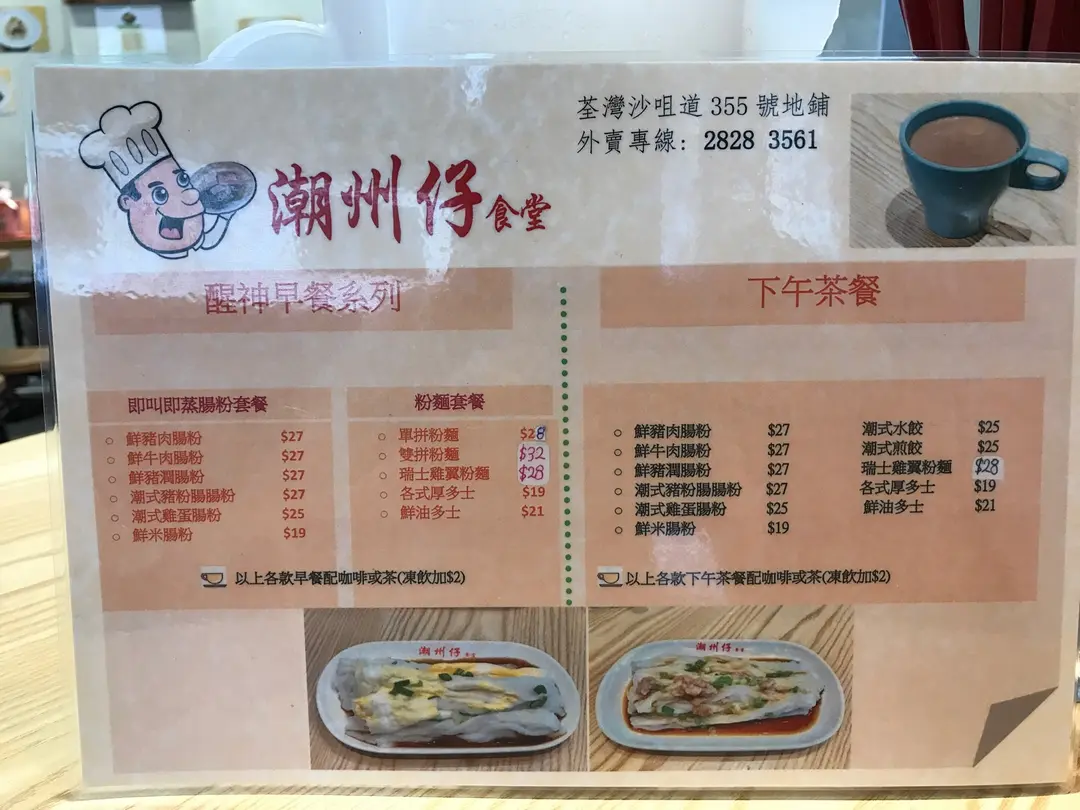 荃灣沙咀道 355 號地鋪
外賣專線: 2828 3561
潮州仔食堂
醒神早餐系列
即叫即蒸腸粉套餐
鮮豬肉腸粉 $27
鮮牛肉腸粉 $27
鮮豬潤腸粉 $27
潮式豬粉腸腸粉 $27
潮式雞蛋腸粉 $25
鮮米腸粉 $19
粉麵套餐
單拼粉麵 $28
雙拼粉麵 $32
瑞士雞翼粉麵 $28
各式厚多士 $19
鮮油多士 $21
以上各款早餐配咖啡或茶(凍飲加$2)
下午茶餐
鮮豬肉腸粉 $27
鮮牛肉腸粉 $27
鮮豬潤腸粉 $27
潮式豬粉腸腸粉 $27
潮式雞蛋腸粉 $25
鮮米腸粉 $19
潮式水餃 $25
潮式煎餃 $25
瑞士雞翼粉麵 $28
各式厚多士 $19
鮮油多士 $21
以上各款下午茶餐配咖啡或茶(凍飲加$2)
潮州仔
潮州仔